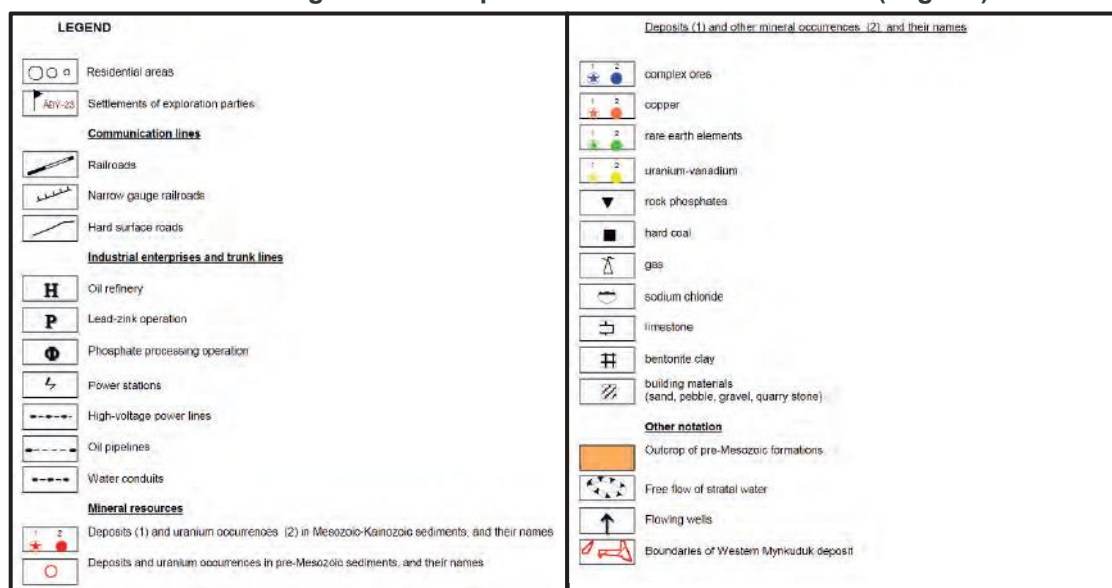 LEGEND
Residential areas
ABY-23
Settlements of exploration parties
Communication lines
Railroads
Narrow gauge railroads
Hard surface roads
Industrial enterprises and trunk lines
H
Oil refinery
P
Lead-zink operation
Ф
Phosphate processing operation
Power stations
High-voltage power lines
Oil pipelines
Water conduits
Mineral resources
1 2
Deposits (1) and uranium occurrences (2) in Mesozoic-Kainozoic sediments, and their names
Deposits and uranium occurrences in pre-Mesozoic sediments, and their names
Deposits (1) and other mineral occurrences (2) and their names
1 2
complex ores
1 2
copper
1 2
rare earth elements
1 2
uranium-vanadium
rock phosphates
hard coal
gas
sodium chloride
limestone
bentonite clay
building materials
(sand, pebble, gravel, quarry stone)
Other notation
Outcrop of pre-Mesozoic formations
Free flow of stratal water
Flowing wells
Boundaries of Western Mynkuduk deposit